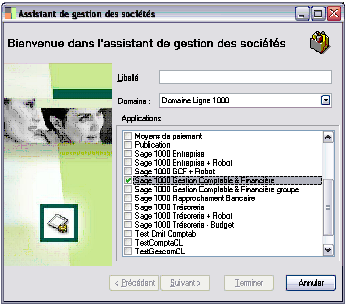 Assistant de gestion des sociétés
Bienvenue dans l'assistant de gestion des sociétés
Libellé
Domaine : Domaine Ligne 1000
Applications
Moyens de paiement
Publication
Sage 1000 Entreprise
Sage 1000 Entreprise + Robot
Sage 1000 GCF + Robot
Sage 1000 Gestion Comptable & Financière
Sage 1000 Gestion Comptable & Financière groupe
Sage 1000 Rapprochement Bancaire
Sage 1000 Trésorerie
Sage 1000 Trésorerie + Robot
Sage 1000 Trésorerie - Budget
Test Dmil Comptab
TestComptaCL
TestGescomCL
< Précédent Suivant > Terminer Annuler